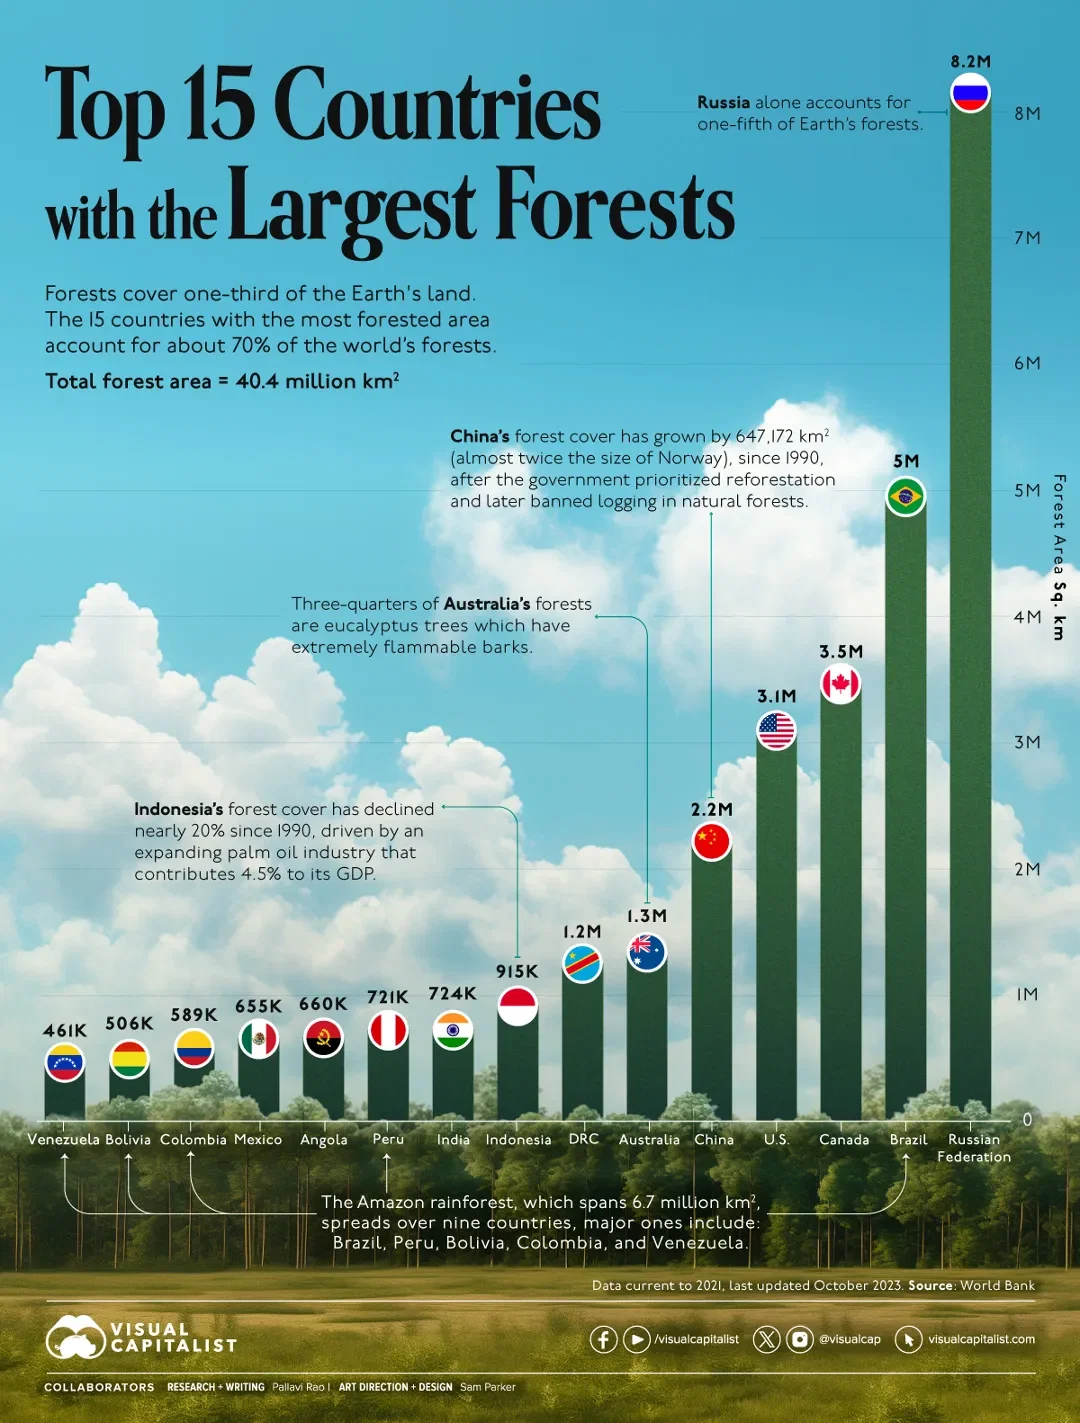 Top 15 Countries
with the Largest Forests
Forests cover one-third of the Earth's land.
The 15 countries with the most forested area
account for about 70% of the world's forests.
Total forest area = 40.4 million km²
8.2M
Russia alone accounts for
one-fifth of Earth's forests.
8M
7M
6M
5M
4M
3M
2M
1M
0
Forest Area Sq. km
China's forest cover has grown by 647,172 km²
(almost twice the size of Norway), since 1990,
after the government prioritized reforestation
and later banned logging in natural forests.
5M
Three-quarters of Australia's forests
are eucalyptus trees which have
extremely flammable barks.
3.5M
3.1M
Indonesia's forest cover has declined
nearly 20% since 1990, driven by an
expanding palm oil industry that
contributes 4.5% to its GDP.
2.2M
1.3M
1.2M
915K
724K
721K
660K
655K
589K
506K
461K
Venezuela Bolivia Colombia Mexico Angola Peru India Indonesia DRC Australia China U.S. Canada Brazil Russian
Federation
The Amazon rainforest, which spans 6.7 million km²,
spreads over nine countries, major ones include:
Brazil, Peru, Bolivia, Colombia, and Venezuela.
Data current to 2021, last updated October 2023. Source: World Bank
VISUAL
CAPITALIST
/visualcapitalist @visualcap visualcapitalist.com
COLLABORATORS RESEARCH + WRITING Pallavi Rao | ART DIRECTION + DESIGN Sam Parker